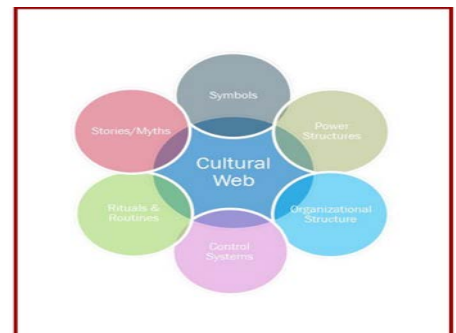 Symbols
Stories/Myths
Power
Structures
Cultural
Web
Rituals &
Routines
Organizational
Structure
Control
Systems